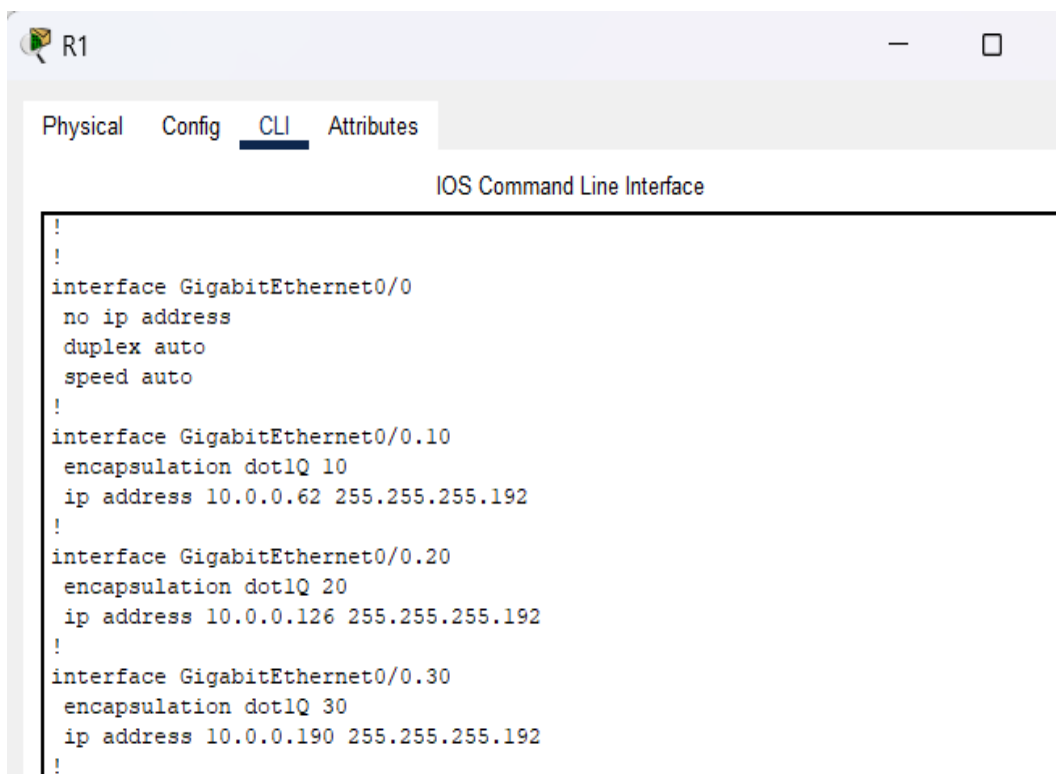 R1
Physical Config CLI Attributes
IOS Command Line Interface
!
!
interface GigabitEthernet0/0
 no ip address
 duplex auto
 speed auto
!
interface GigabitEthernet0/0.10
 encapsulation dot1Q 10
 ip address 10.0.0.62 255.255.255.192
!
interface GigabitEthernet0/0.20
 encapsulation dot1Q 20
 ip address 10.0.0.126 255.255.255.192
!
interface GigabitEthernet0/0.30
 encapsulation dot1Q 30
 ip address 10.0.0.190 255.255.255.192
!